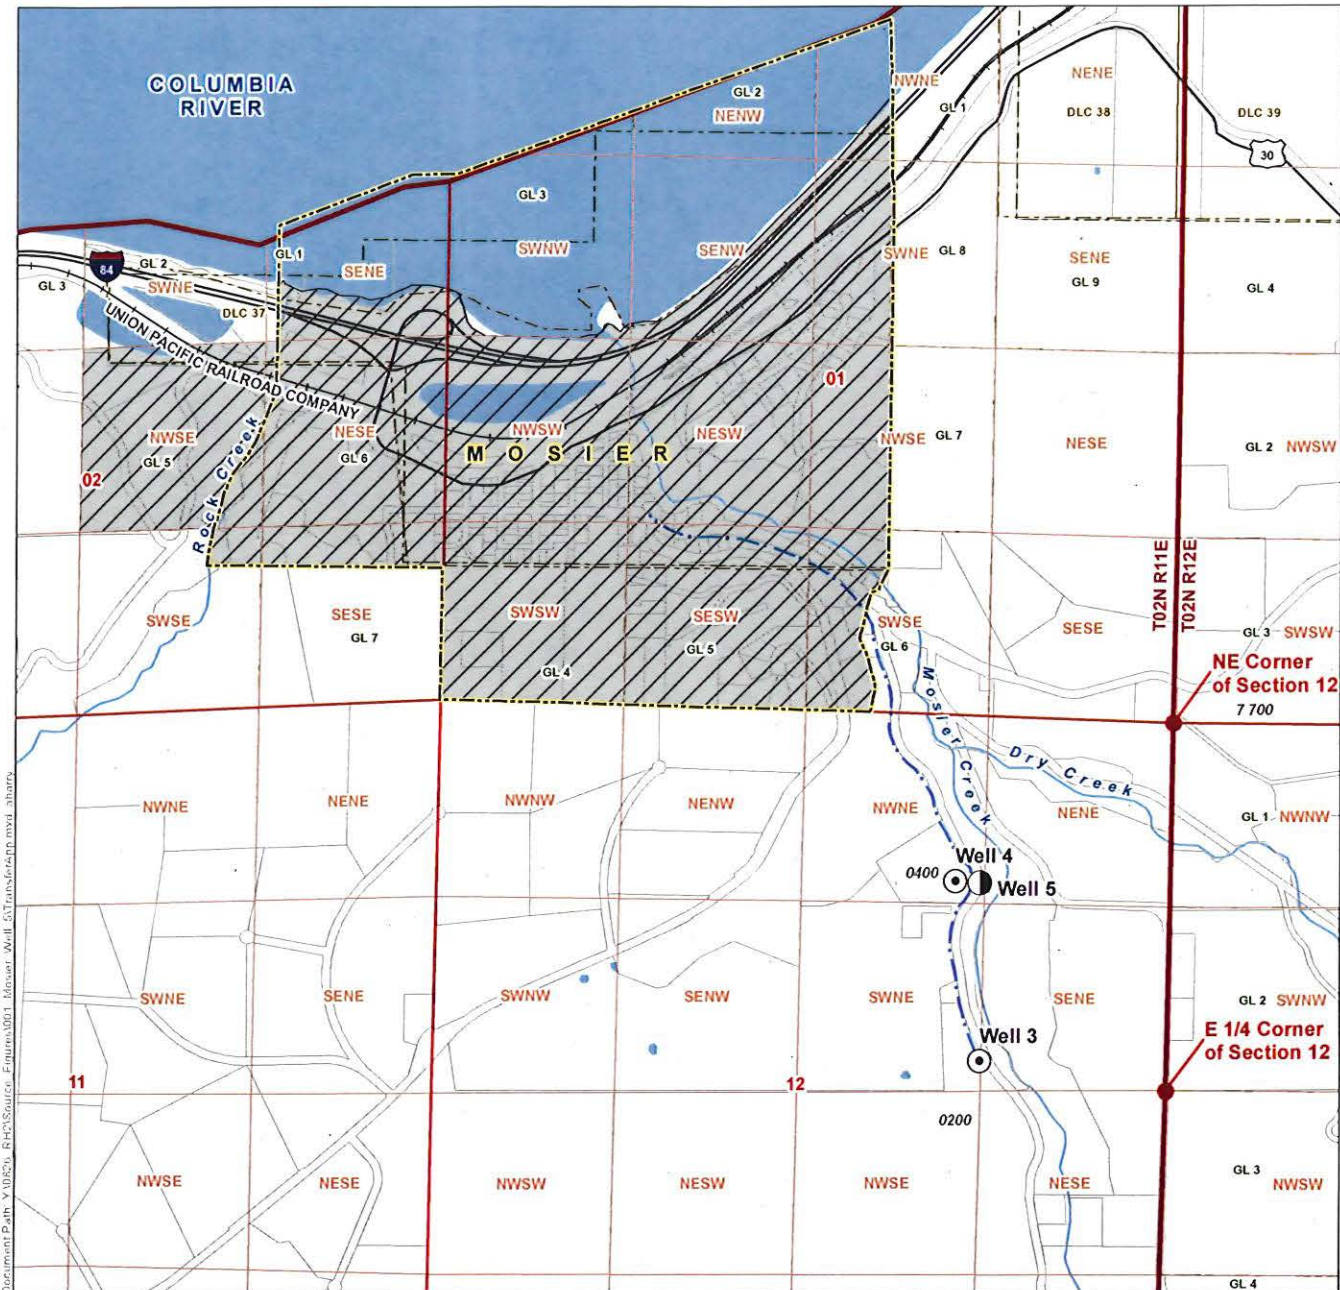 COLUMBIA
RIVER
NWNE
NENE
GL 2
NENW
GL 1
DLC 38
DLC 39
30
GL 3
GL 1
GL 2
84
GL 3
SWNE
SENE
SWNW
SENW
SWNE
GL 8
SENE
GL 9
GL 4
DLC 37
UNION PACIFIC RAILROAD COMPANY
01
NWSE
GL 5
NESE
GL 6
NWSW
NESW
NWSE
GL 7
NESE
GL 2
NWSW
MOSIER
02
Rock Creek
T02N R11E
T02N R12E
SWSE
SESE
GL 7
SWSW
GL 4
SESW
GL 5
SWSE
GL 6
SESE
GL 3
SWSW
NE Corner
of Section 12
7 700
Mosier Creek
Dry Creek
NWNE
NENE
NWNW
NENW
NWNE
NENE
GL 1
NWNW
Well 4
0400
Well 5
SWNE
SENE
SWNW
SENW
SWNE
SENE
GL 2
SWNW
Well 3
E 1/4 Corner
of Section 12
11
12
0200
NWSE
NESE
NWSW
NESW
NWSE
NESE
GL 3
NWSW
GL 4